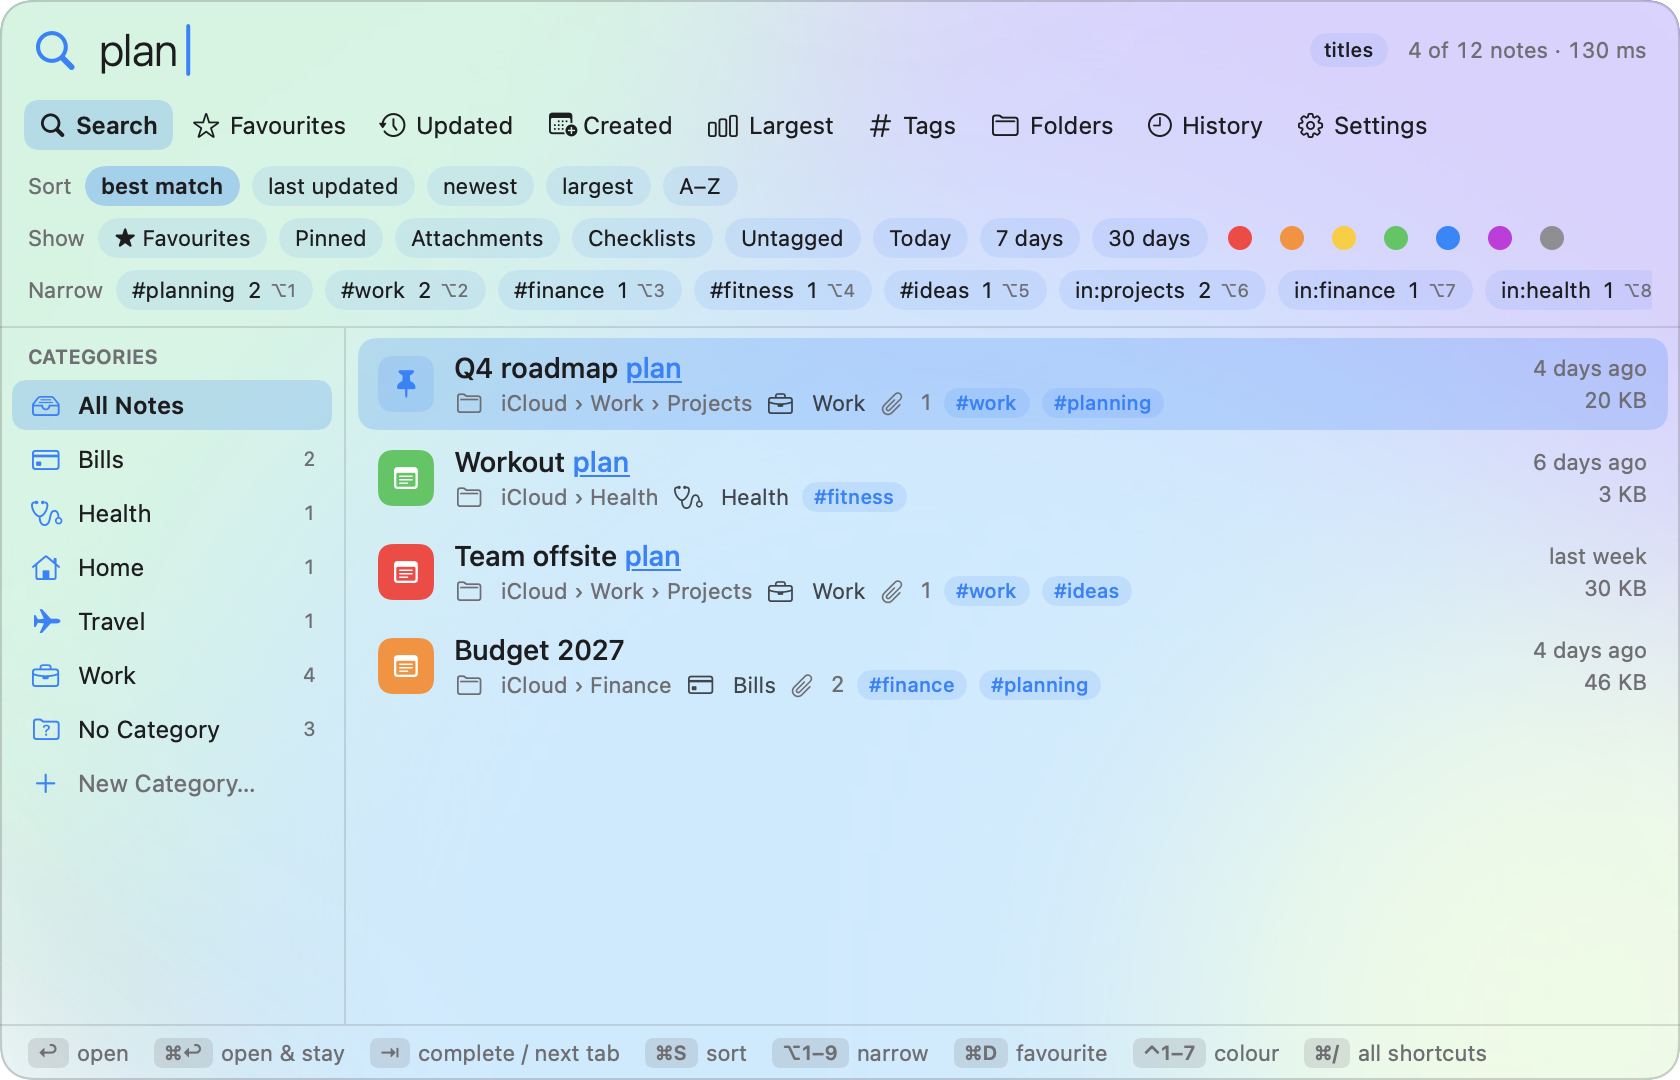 plan titles 4 of 12 notes · 130 ms
Search Favourites Updated Created Largest # Tags Folders History Settings
Sort best match last updated newest largest A–Z
Show ★ Favourites Pinned Attachments Checklists Untagged Today 7 days 30 days
Narrow #planning 2 ⌥1 #work 2 ⌥2 #finance 1 ⌥3 #fitness 1 ⌥4 #ideas 1 ⌥5 in:projects 2 ⌥6 in:finance 1 ⌥7 in:health 1 ⌥8
CATEGORIES
All Notes
Bills 2
Health 1
Home 1
Travel 1
Work 4
No Category 3
+ New Category...
Q4 roadmap plan 4 days ago
iCloud › Work › Projects Work 1 #work #planning 20 KB
Workout plan 6 days ago
iCloud › Health Health #fitness 3 KB
Team offsite plan last week
iCloud › Work › Projects Work 1 #work #ideas 30 KB
Budget 2027 4 days ago
iCloud › Finance Bills 2 #finance #planning 46 KB
↩ open ⌘↩ open & stay ⇥ complete / next tab ⌘S sort ⌥1–9 narrow ⌘D favourite ^1–7 colour ⌘/ all shortcuts